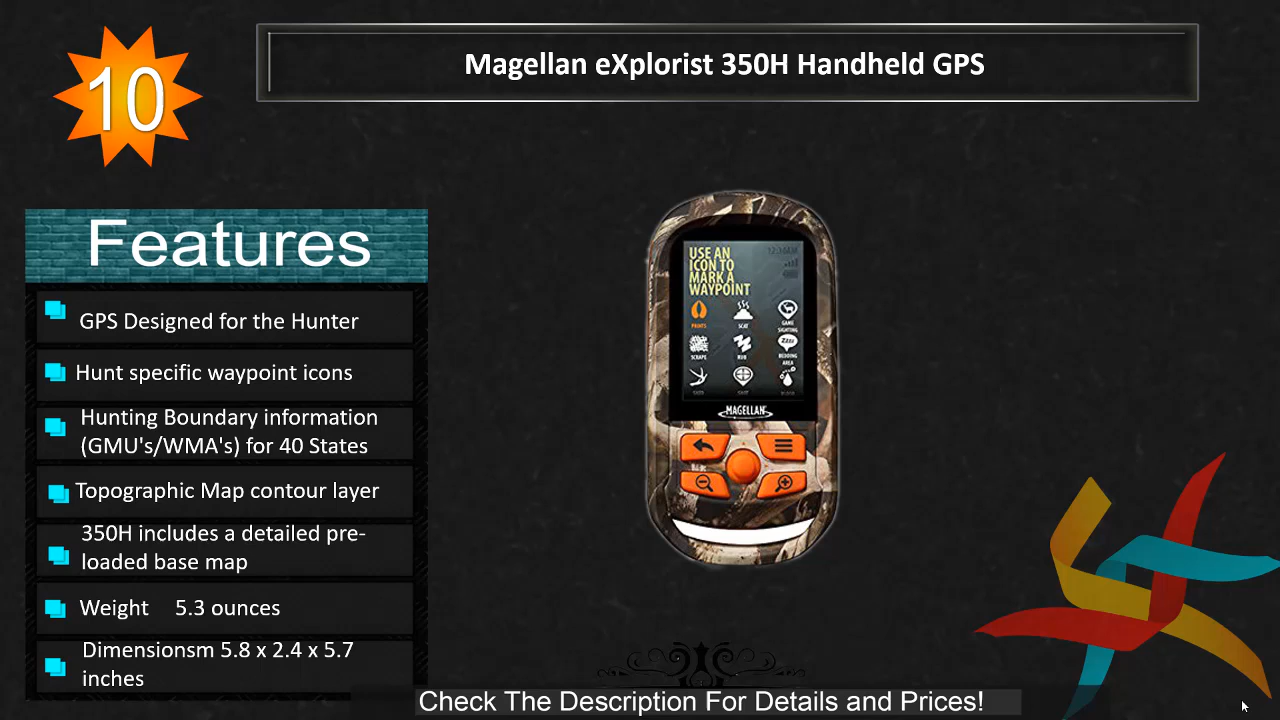 10
Magellan eXplorist 350H Handheld GPS
Features
GPS Designed for the Hunter
Hunt specific waypoint icons
Hunting Boundary information
(GMU's/WMA's) for 40 States
Topographic Map contour layer
350H includes a detailed pre-
loaded base map
Weight 5.3 ounces
Dimensionsm 5.8 x 2.4 x 5.7
inches
USE AN
ICON TO
MARK A
WAYPOINT
PRINTS SCAT GAME
SIGHTING
SCRAPE RUB BEDDING
AREA
MAGELLAN
Check The Description For Details and Prices!